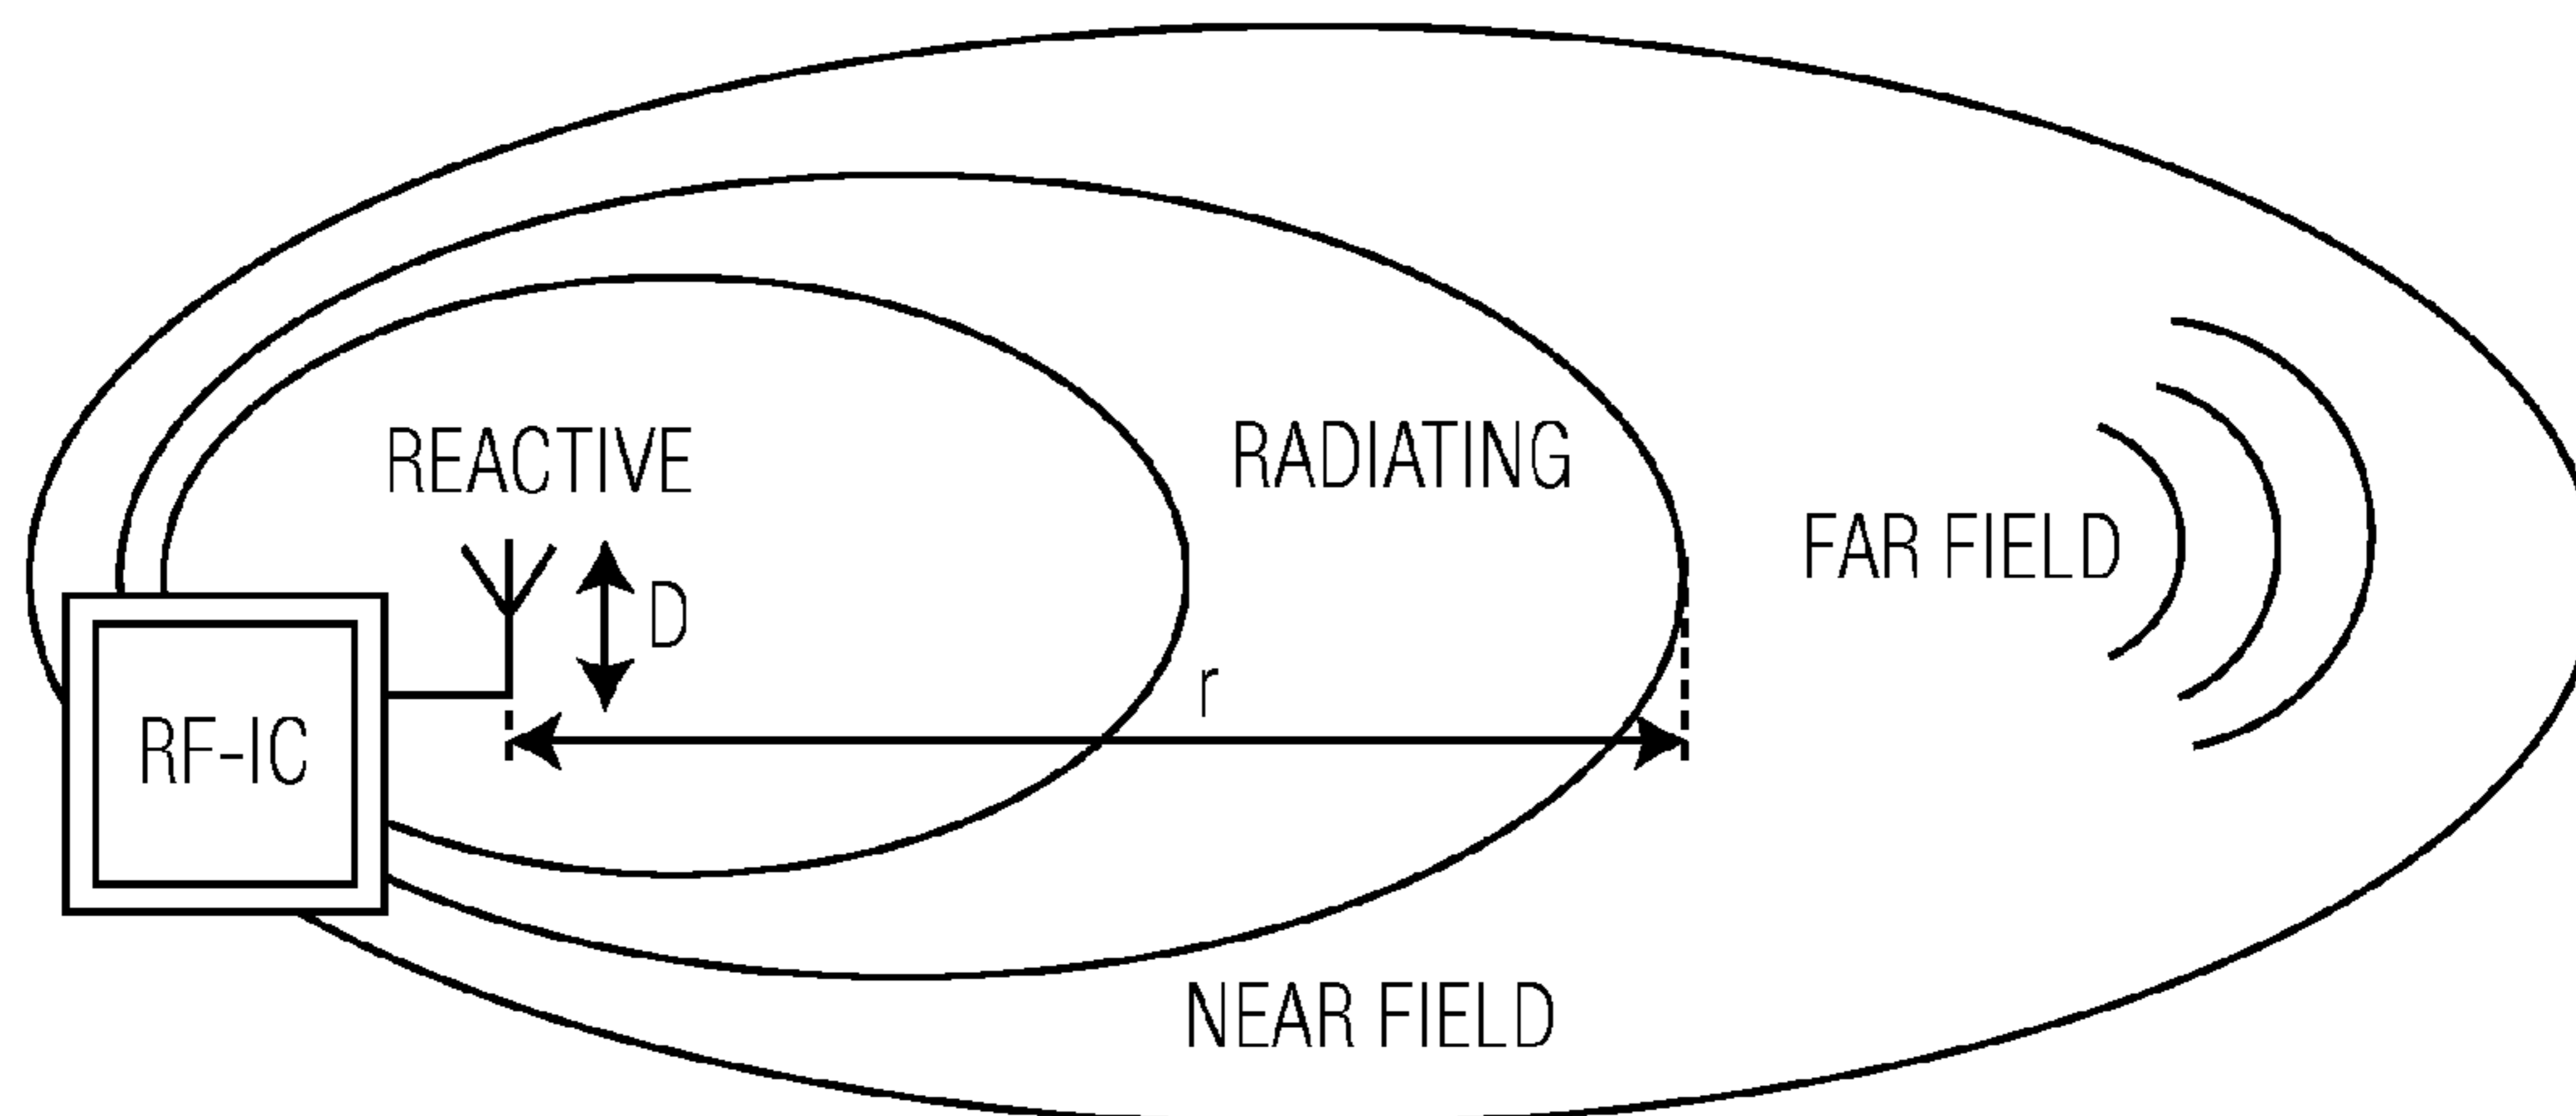 REACTIVE
RADIATING
FAR FIELD
D
r
RF-IC
NEAR FIELD